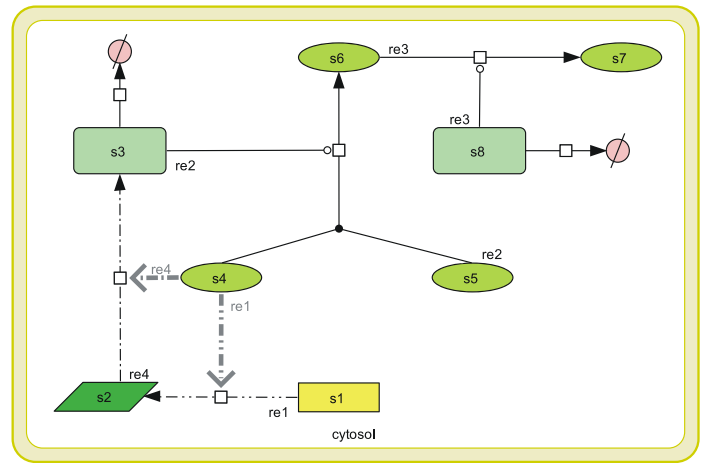 s6
re3
s7
s3
re2
re3
s8
s4
re4
re1
re2
s5
re4
s2
re1
s1
cytosol